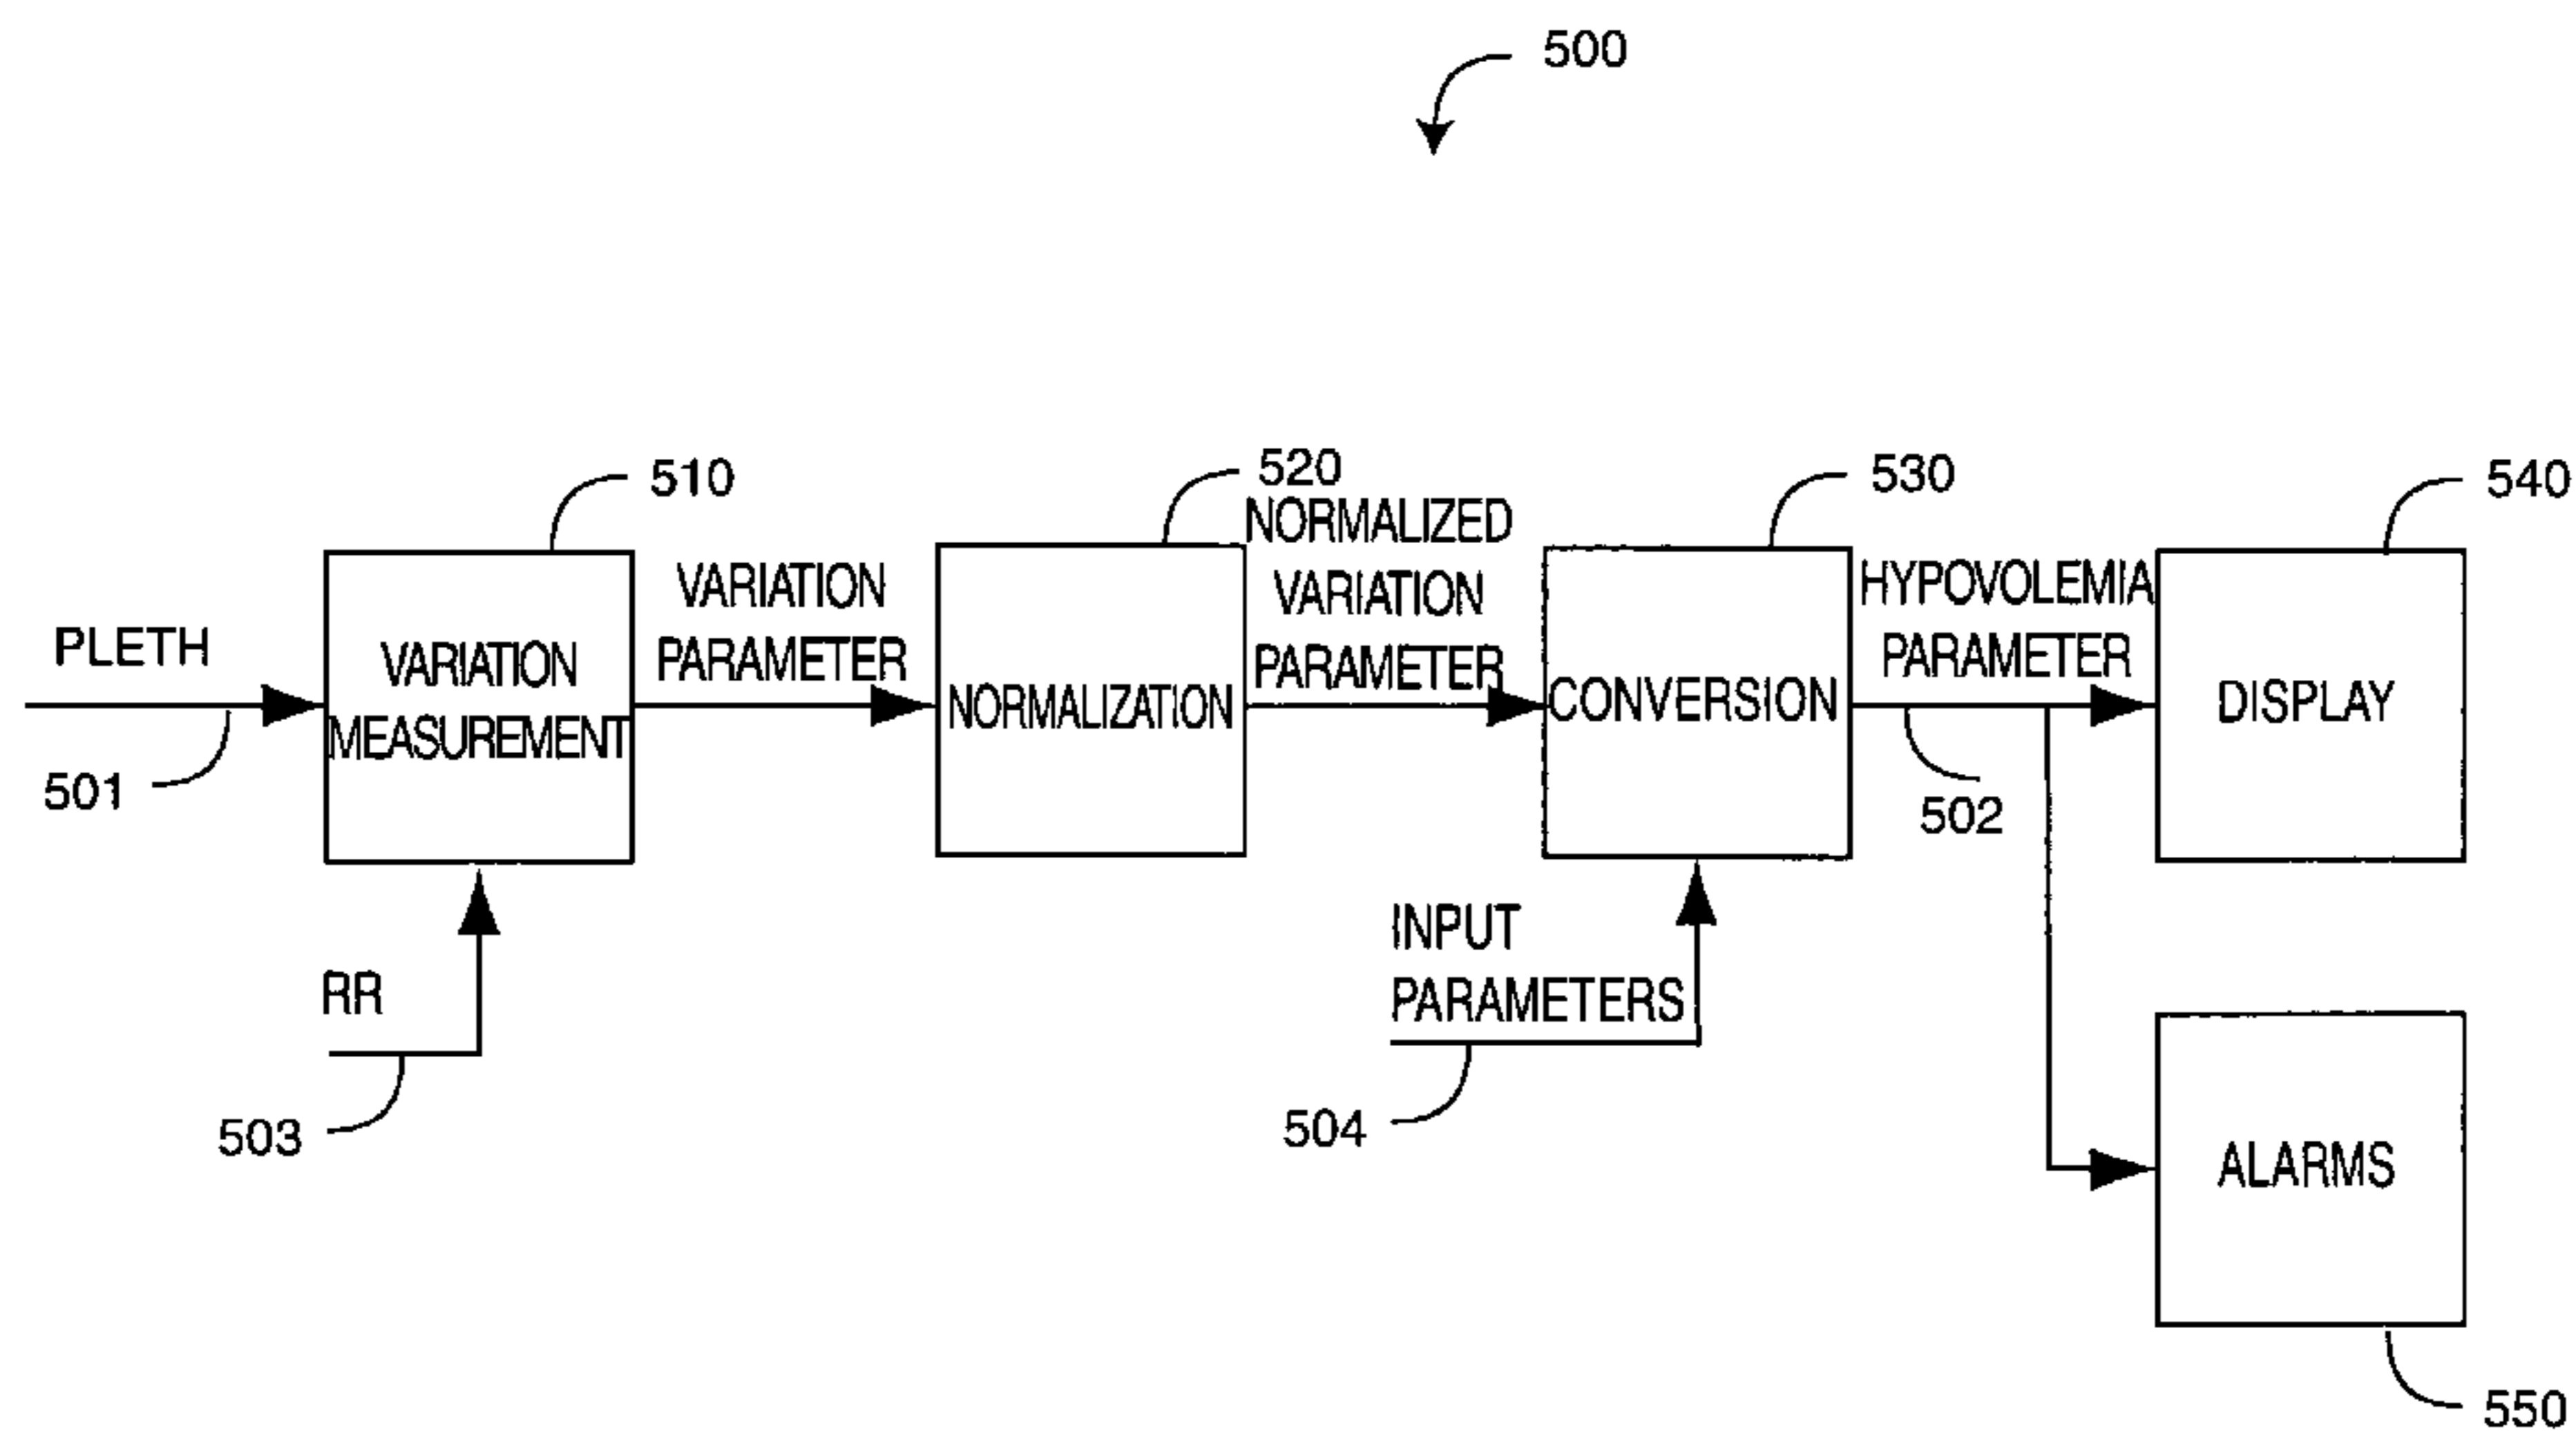 500
510
520
530
540
PLETH
501
VARIATION
MEASUREMENT
RR
503
VARIATION
PARAMETER
NORMALIZATION
NORMALIZED
VARIATION
PARAMETER
CONVERSION
INPUT
PARAMETERS
504
HYPOVOLEMIA
PARAMETER
502
DISPLAY
ALARMS
550